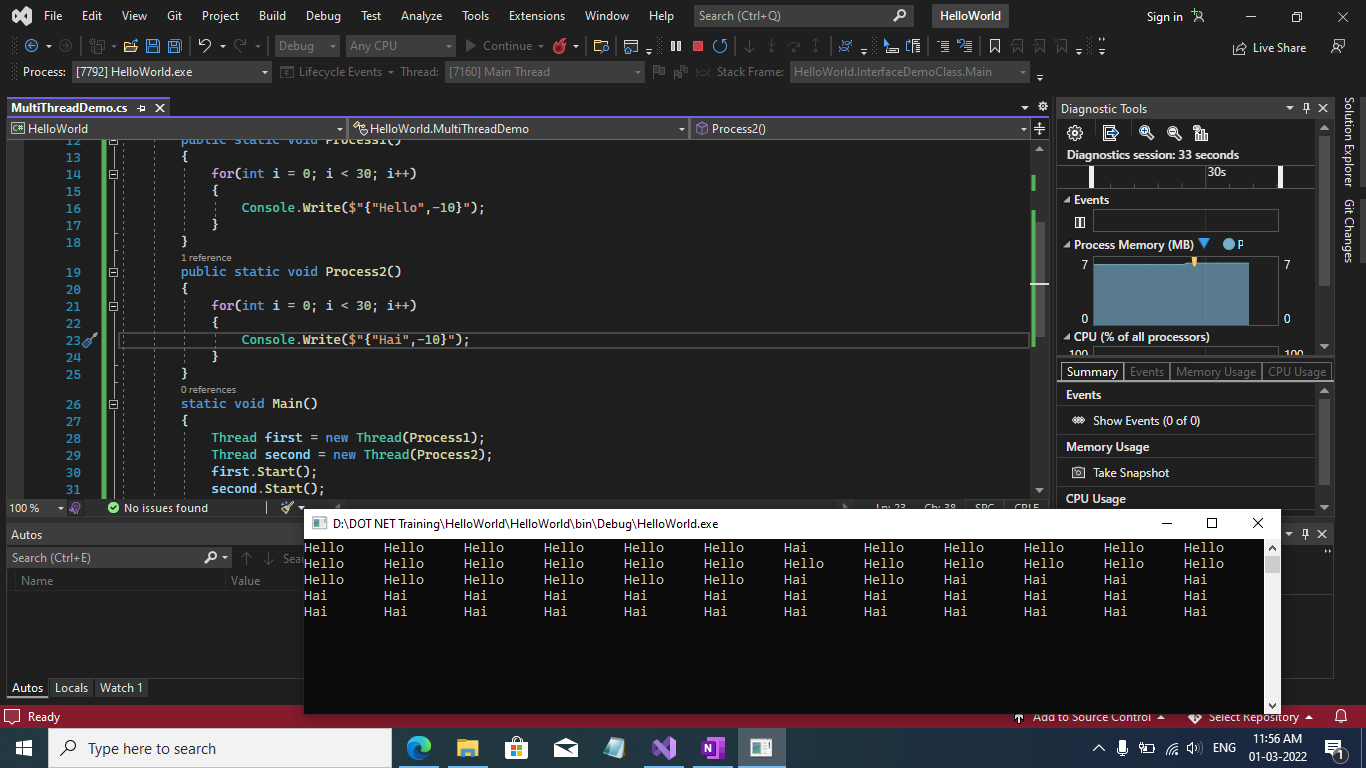 File Edit View Git Project Build Debug Test Analyze Tools Extensions Window Help Search (Ctrl+Q) HelloWorld Sign in
Debug Any CPU Continue Live Share
Process: [7792] HelloWorld.exe Lifecycle Events Thread: [7160] Main Thread Stack Frame: HelloWorld.InterfaceDemoClass.Main
MultiThreadDemo.cs
HelloWorld HelloWorld.MultiThreadDemo Process2()
12 public static void Process1()
13 {
14 for(int i = 0; i < 30; i++)
15 {
16 Console.Write($"{"Hello",-10}");
17 }
18 }
1 reference
19 public static void Process2()
20 {
21 for(int i = 0; i < 30; i++)
22 {
23 Console.Write($"{"Hai",-10}");
24 }
25 }
0 references
26 static void Main()
27 {
28 Thread first = new Thread(Process1);
29 Thread second = new Thread(Process2);
30 first.Start();
31 second.Start();
100 % No issues found Ln: 23 Ch: 38 SPC CRLF
Diagnostic Tools
Diagnostics session: 33 seconds
30s
Events
Process Memory (MB) P
7 7
0 0
CPU (% of all processors)
100 100
Summary Events Memory Usage CPU Usage
Events
Show Events (0 of 0)
Memory Usage
Take Snapshot
CPU Usage
Solution Explorer
Git Changes
Autos
Search (Ctrl+E) Sea
Name Value
Autos Locals Watch 1
D:\DOT NET Training\HelloWorld\HelloWorld\bin\Debug\HelloWorld.exe
Hello Hello Hello Hello Hello Hello Hai Hello Hello Hello Hello Hello
Hello Hello Hello Hello Hello Hello Hello Hello Hello Hello Hello Hello
Hello Hello Hello Hello Hello Hello Hai Hello Hai Hai Hai Hai
Hai Hai Hai Hai Hai Hai Hai Hai Hai Hai Hai Hai
Hai Hai Hai Hai Hai Hai Hai Hai Hai Hai Hai Hai
Ready Add to Source Control Select Repository
Type here to search ENG 11:56 AM
01-03-2022 1